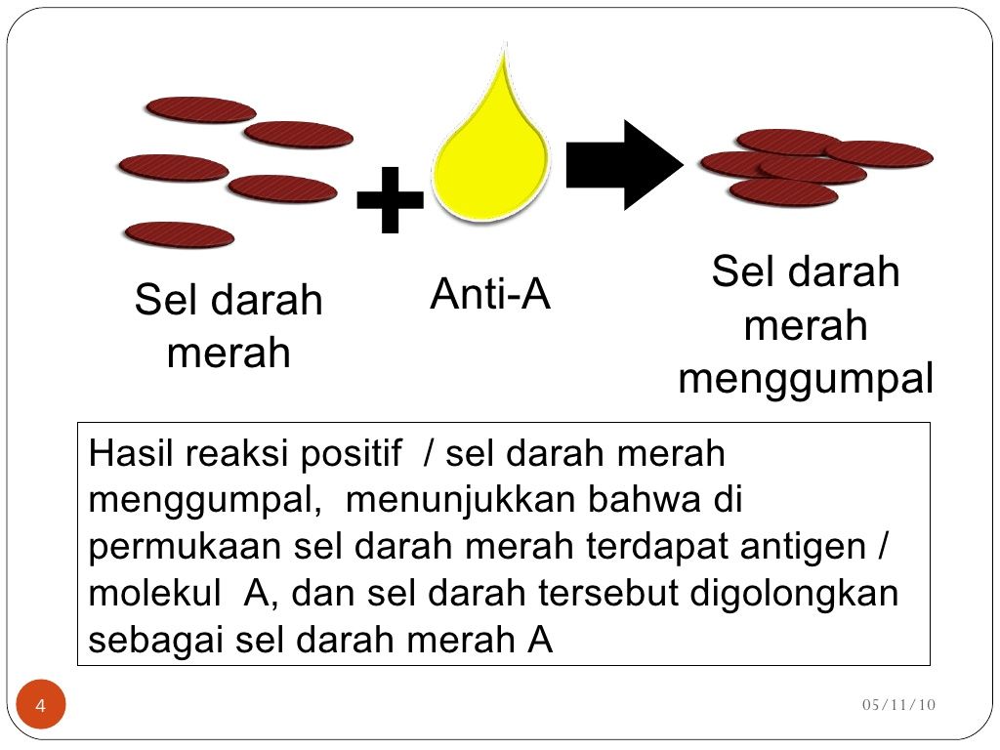 Sel darah
merah
Anti-A
Sel darah
merah
menggumpal
Hasil reaksi positif  / sel darah merah
menggumpal,  menunjukkan bahwa di
permukaan sel darah merah terdapat antigen /
molekul  A, dan sel darah tersebut digolongkan
sebagai sel darah merah A
4
05/11/10